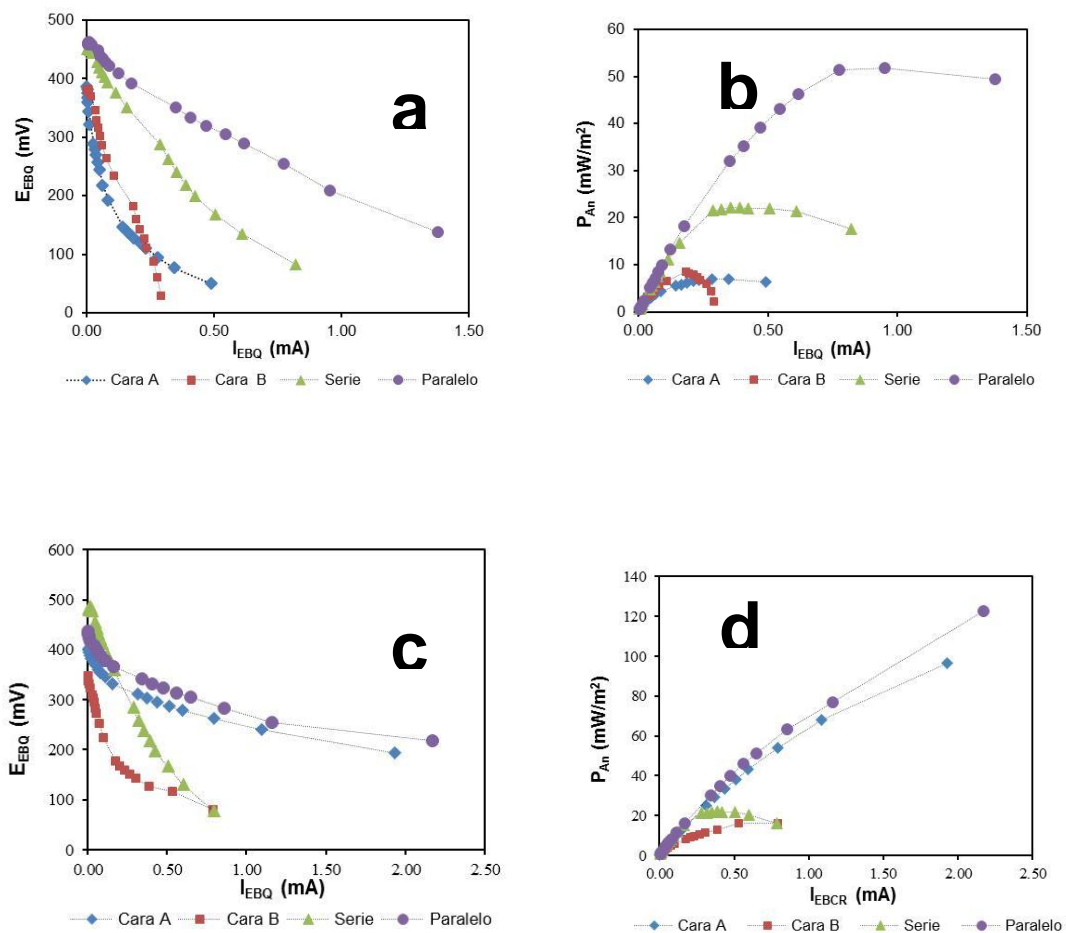 a
E_EBQ (mV)
500
400
300
200
100
0
0.00 0.50 1.00 1.50
I_EBQ (mA)
Cara A Cara B Serie Paralelo
b
P_An (mW/m²)
60
50
40
30
20
10
0
0.00 0.50 1.00 1.50
I_EBQ (mA)
Cara A Cara B Serie Paralelo
c
E_EBQ (mV)
600
500
400
300
200
100
0
0.00 0.50 1.00 1.50 2.00 2.50
I_EBQ (mA)
Cara A Cara B Serie Paralelo
d
P_An (mW/m²)
140
120
100
80
60
40
20
0
0.00 0.50 1.00 1.50 2.00 2.50
I_EBCR (mA)
Cara A Cara B Serie Paralelo